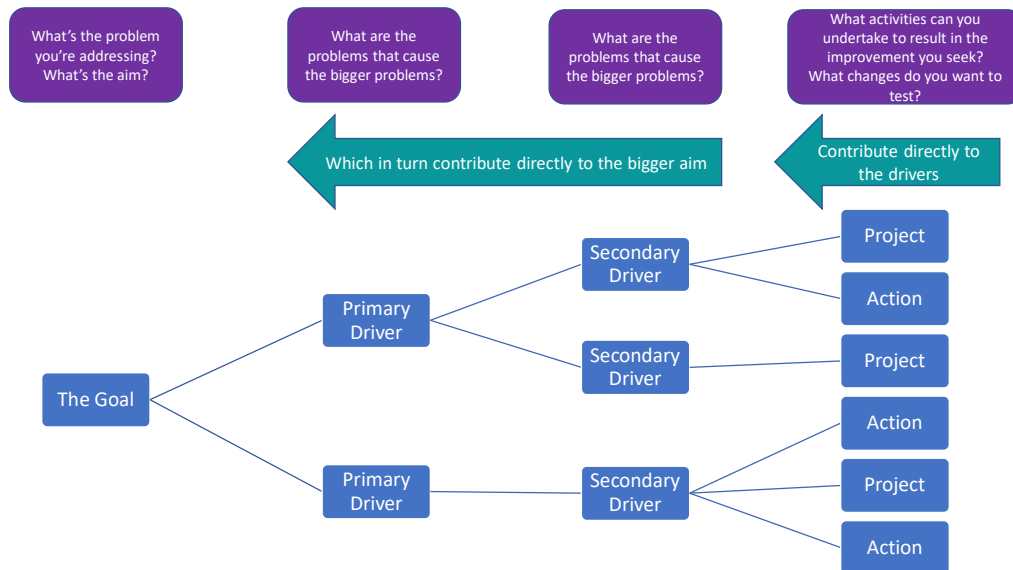 What's the problem
you're addressing?
What's the aim?
What are the
problems that cause
the bigger problems?
What are the
problems that cause
the bigger problems?
What activities can you
undertake to result in the
improvement you seek?
What changes do you want to
test?
Which in turn contribute directly to the bigger aim
Contribute directly to
the drivers
The Goal
Primary
Driver
Primary
Driver
Secondary
Driver
Secondary
Driver
Secondary
Driver
Project
Action
Project
Action
Project
Action